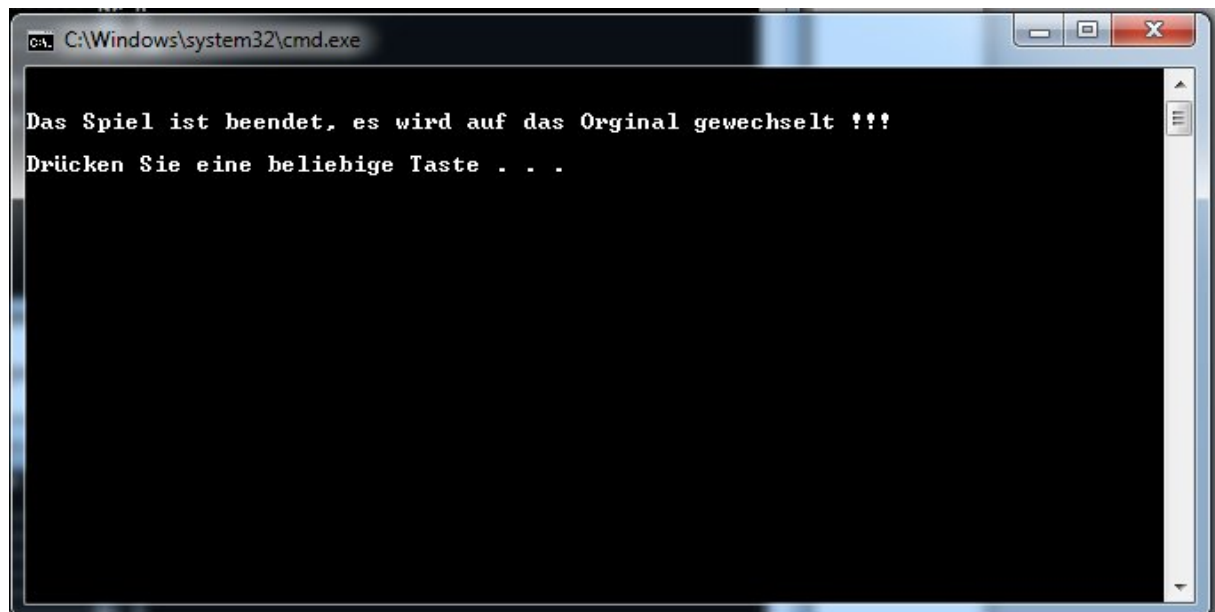 C:\Windows\system32\cmd.exe
Das Spiel ist beendet, es wird auf das Orginal gewechselt !!!
Drücken Sie eine beliebige Taste . . .